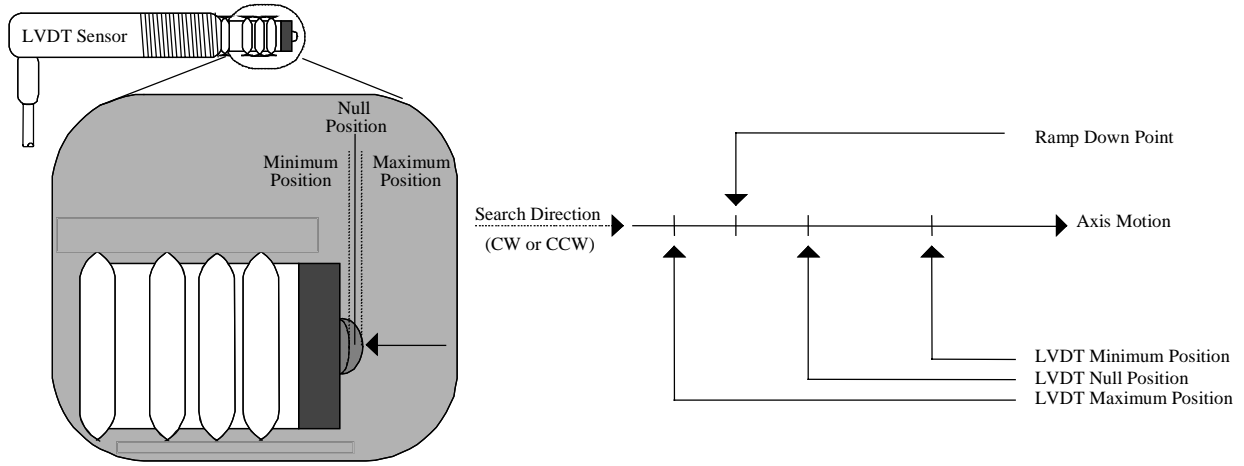 LVDT Sensor
Null
Position
Minimum
Position
Maximum
Position
Search Direction
(CW or CCW)
Ramp Down Point
Axis Motion
LVDT Minimum Position
LVDT Null Position
LVDT Maximum Position